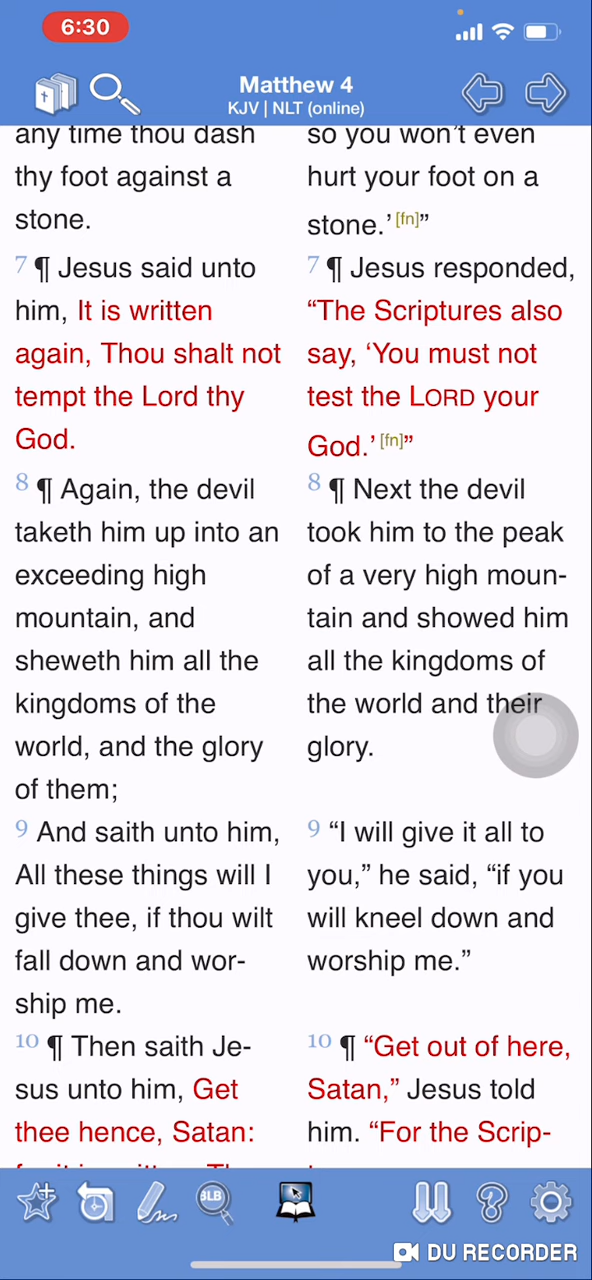 6:30
Matthew 4
KJV | NLT (online)
any time thou dash
thy foot against a
stone.
7 ¶ Jesus said unto
him, It is written
again, Thou shalt not
tempt the Lord thy
God.
8 ¶ Again, the devil
taketh him up into an
exceeding high
mountain, and
sheweth him all the
kingdoms of the
world, and the glory
of them;
9 And saith unto him,
All these things will I
give thee, if thou wilt
fall down and wor-
ship me.
10 ¶ Then saith Je-
sus unto him, Get
thee hence, Satan:
so you won't even
hurt your foot on a
stone.’ [fn]”
7 ¶ Jesus responded,
“The Scriptures also
say, ‘You must not
test the LORD your
God.’ [fn]”
8 ¶ Next the devil
took him to the peak
of a very high moun-
tain and showed him
all the kingdoms of
the world and their
glory.
9 “I will give it all to
you,” he said, “if you
will kneel down and
worship me.”
10 ¶ “Get out of here,
Satan,” Jesus told
him. “For the Scrip-
BLB
DU RECORDER